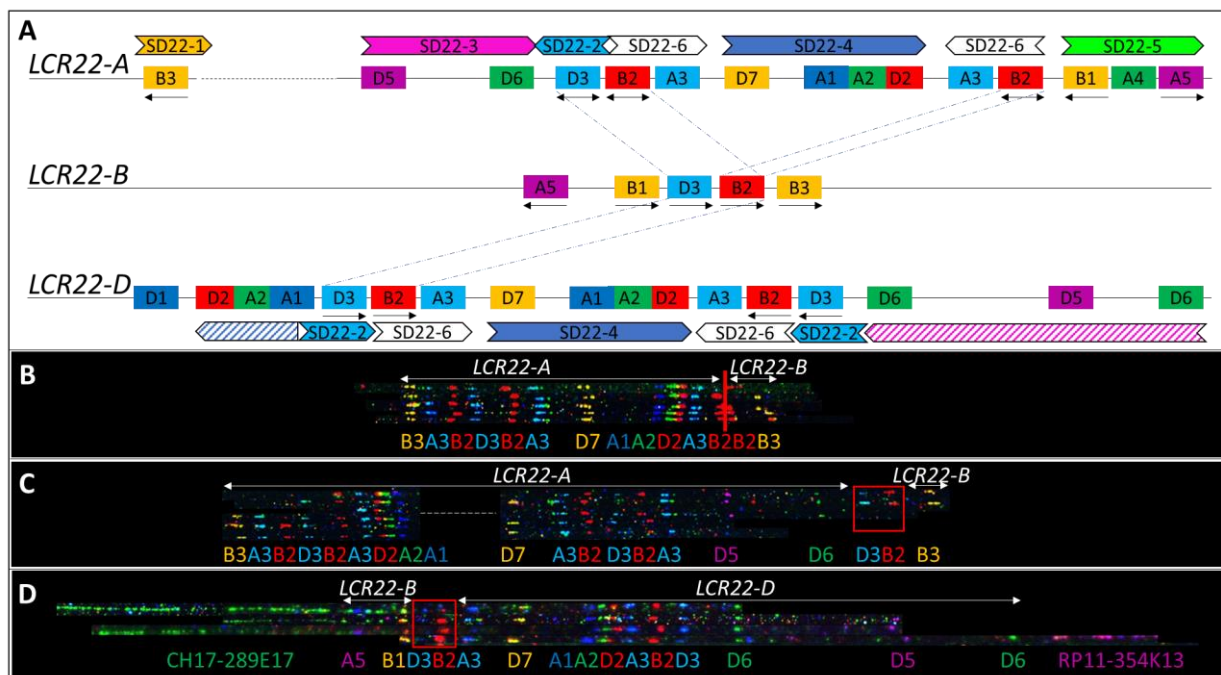 A
SD22-1 SD22-3 SD22-2 SD22-6 SD22-4 SD22-6 SD22-5
LCR22-A
B3 D5 D6 D3 B2 A3 D7 A1 A2 D2 A3 B2 B1 A4 A5
LCR22-B
A5 B1 D3 B2 B3
LCR22-D
D1 D2 A2 A1 D3 B2 A3 D7 A1 A2 D2 A3 B2 D3 D6 D5 D6
SD22-2 SD22-6 SD22-4 SD22-6 SD22-2
B LCR22-A LCR22-B
B3A3B2D3B2A3 D7 A1A2D2A3B2B2B3
C LCR22-A LCR22-B
B3A3B2D3B2A3D2A2A1 D7 A3B2 D3B2A3 D5 D6 D3B2 B3
D LCR22-B LCR22-D
CH17-289E17 A5 B1D3B2A3 D7 A1A2D2A3B2D3 D6 D5 D6 RP11-354K13